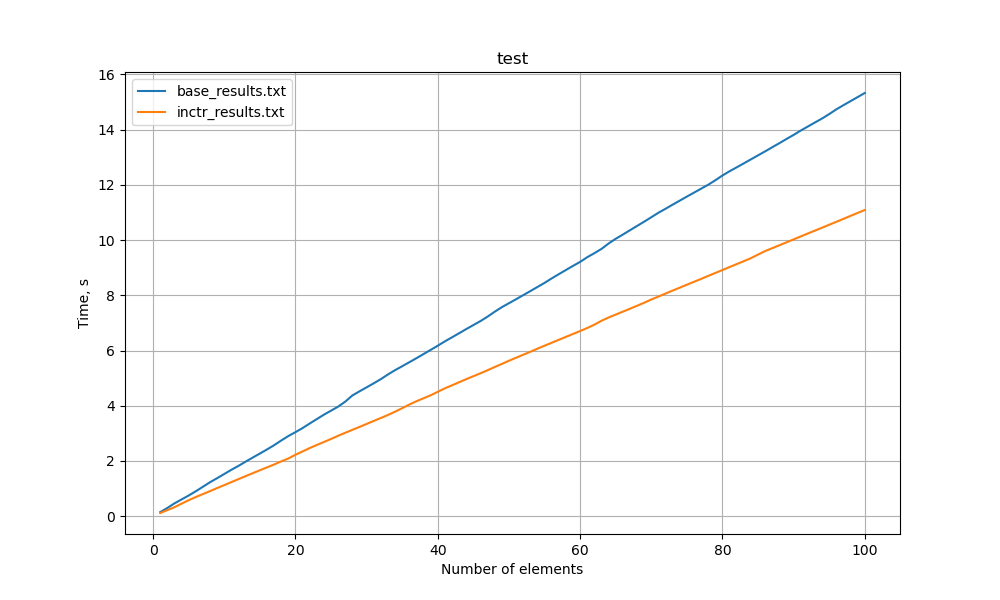 test
base_results.txt
inctr_results.txt
16
14
12
10
8
6
4
2
0
Time, s
0 20 40 60 80 100
Number of elements